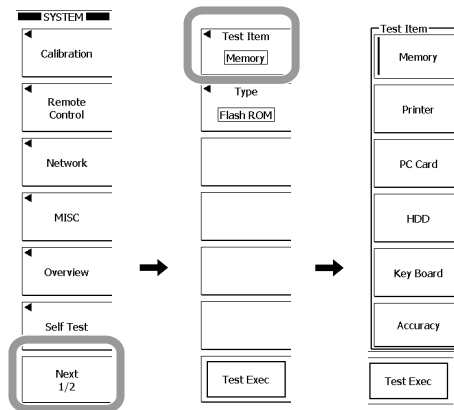 SYSTEM
Calibration
Remote
Control
Network
MISC
Overview
Self Test
Next
1/2
Test Item
Memory
Type
Flash ROM
Test Exec
Test Item
Memory
Printer
PC Card
HDD
Key Board
Accuracy
Test Exec